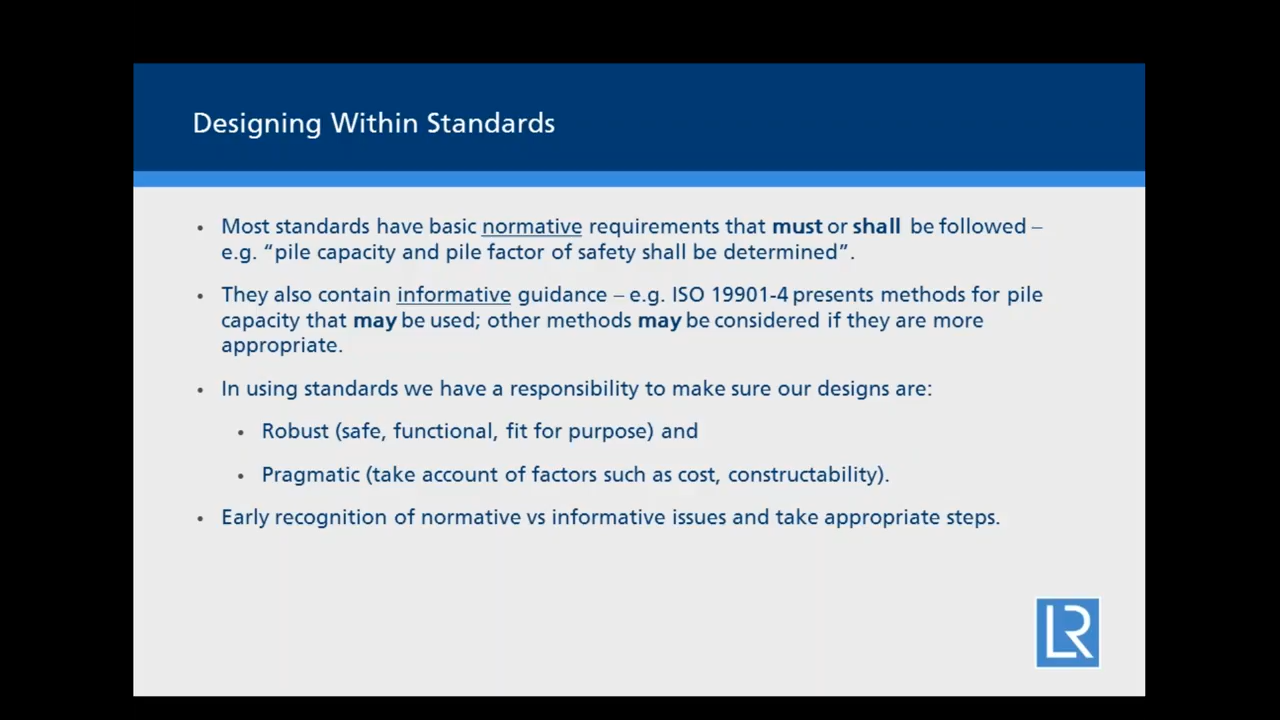 Designing Within Standards
• Most standards have basic normative requirements that must or shall be followed –
e.g. “pile capacity and pile factor of safety shall be determined”.
• They also contain informative guidance – e.g. ISO 19901-4 presents methods for pile
capacity that may be used; other methods may be considered if they are more
appropriate.
• In using standards we have a responsibility to make sure our designs are:
• Robust (safe, functional, fit for purpose) and
• Pragmatic (take account of factors such as cost, constructability).
• Early recognition of normative vs informative issues and take appropriate steps.
LR